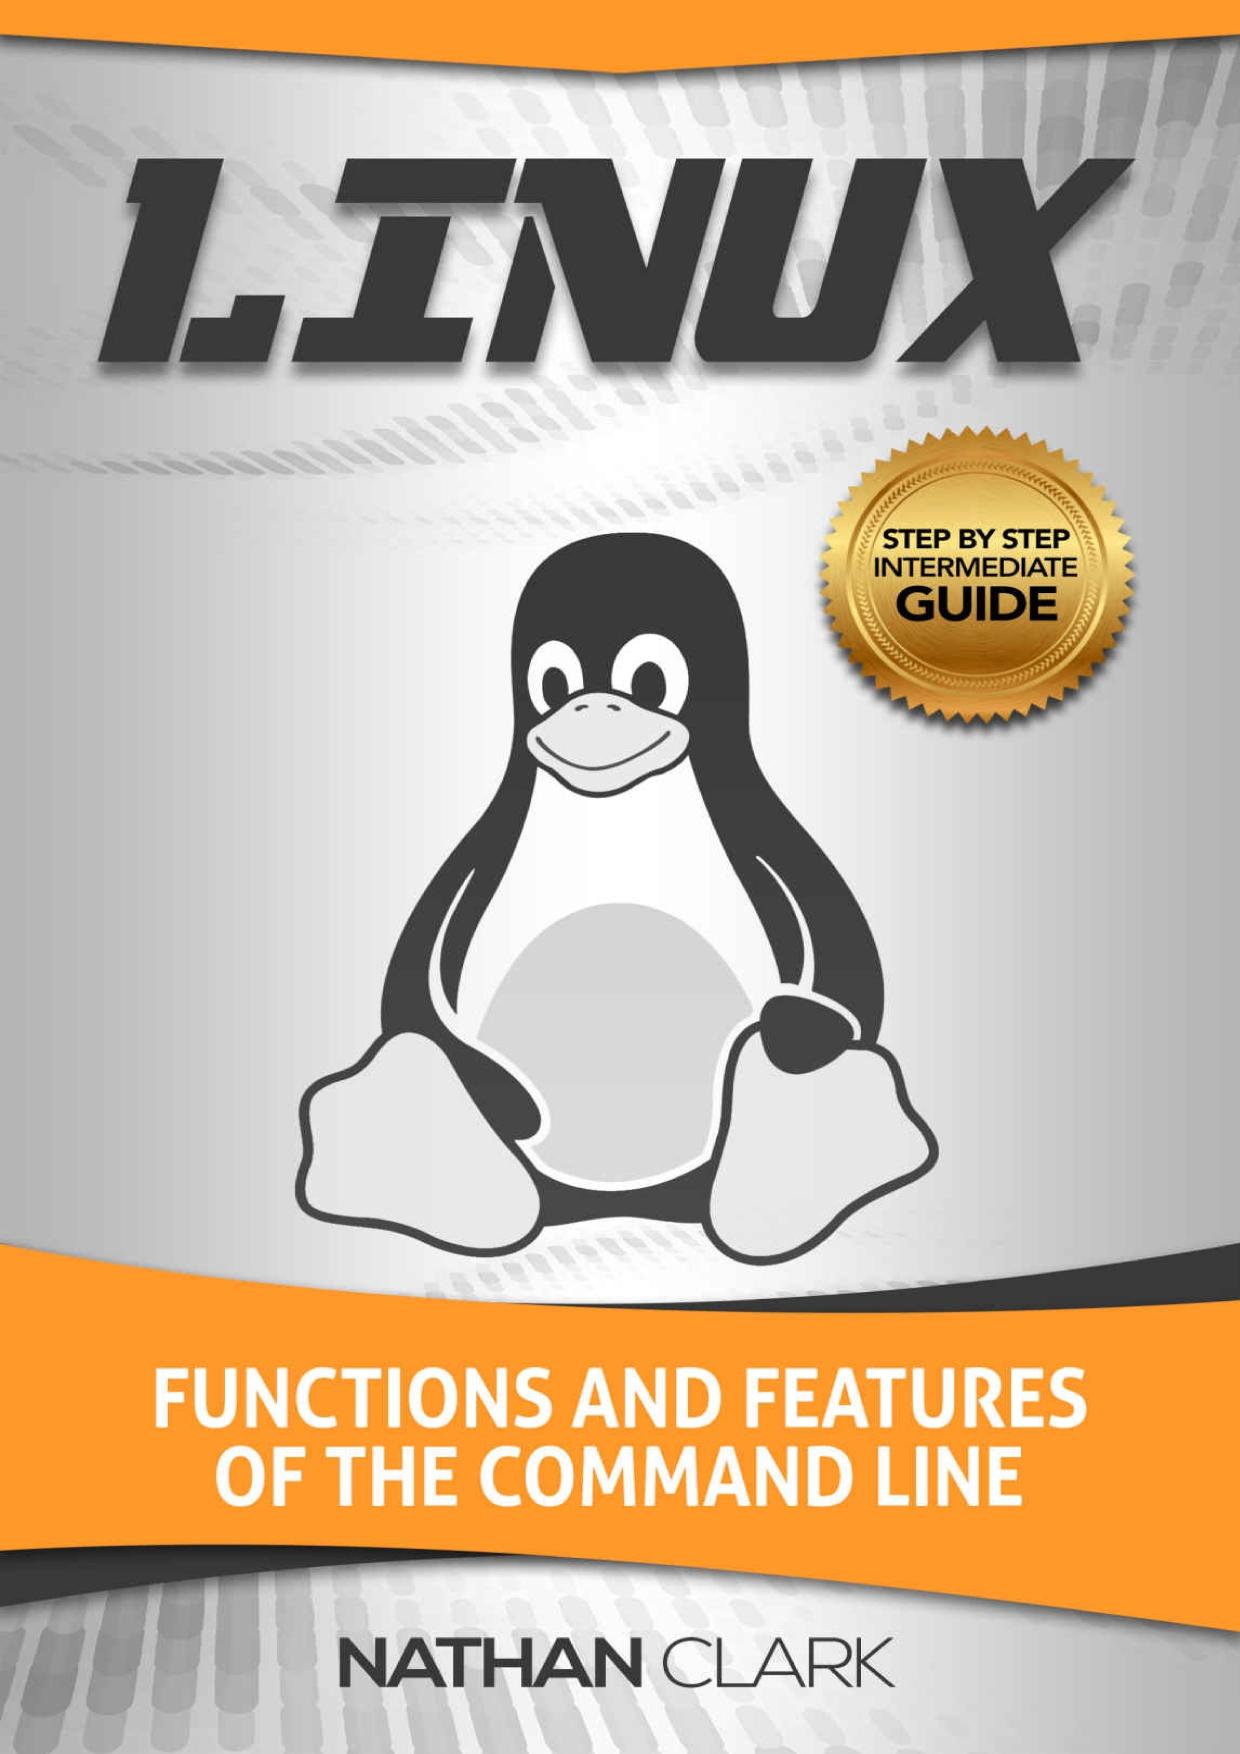 LINUX
STEP BY STEP
INTERMEDIATE
GUIDE
FUNCTIONS AND FEATURES
OF THE COMMAND LINE
NATHAN CLARK